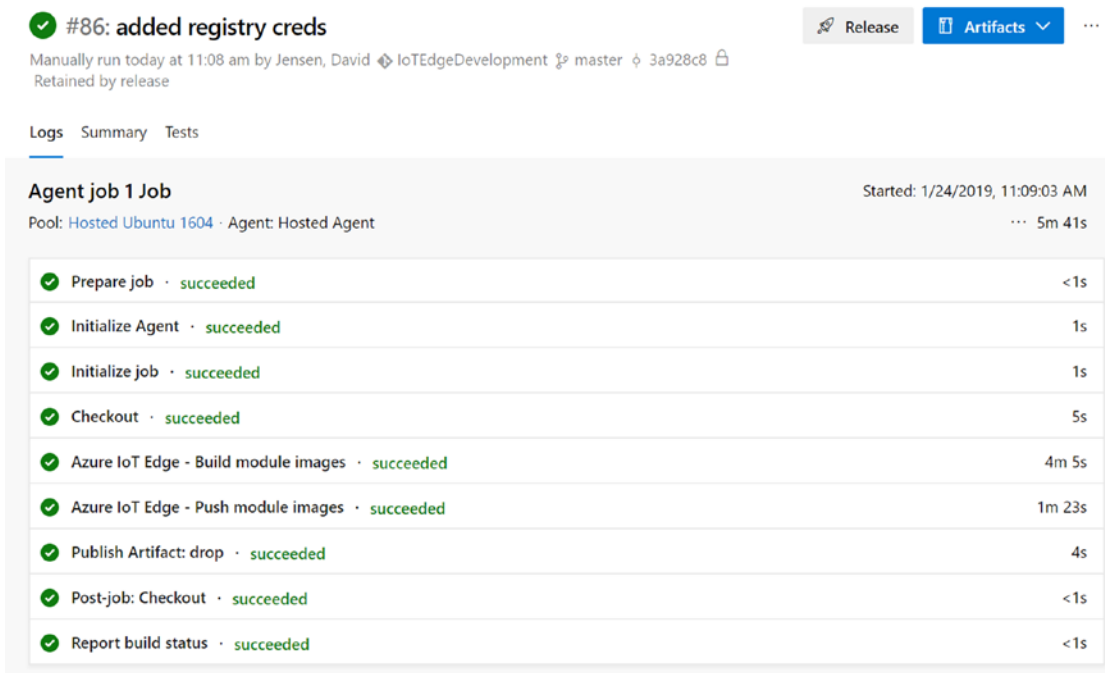 #86: added registry creds
Release
Artifacts
Manually run today at 11:08 am by Jensen, David IoTEdgeDevelopment master 3a928c8
Retained by release
Logs Summary Tests
Agent job 1 Job
Started: 1/24/2019, 11:09:03 AM
Pool: Hosted Ubuntu 1604 · Agent: Hosted Agent
··· 5m 41s
Prepare job · succeeded <1s
Initialize Agent · succeeded 1s
Initialize job · succeeded 1s
Checkout · succeeded 5s
Azure IoT Edge - Build module images · succeeded 4m 5s
Azure IoT Edge - Push module images · succeeded 1m 23s
Publish Artifact: drop · succeeded 4s
Post-job: Checkout · succeeded <1s
Report build status · succeeded <1s